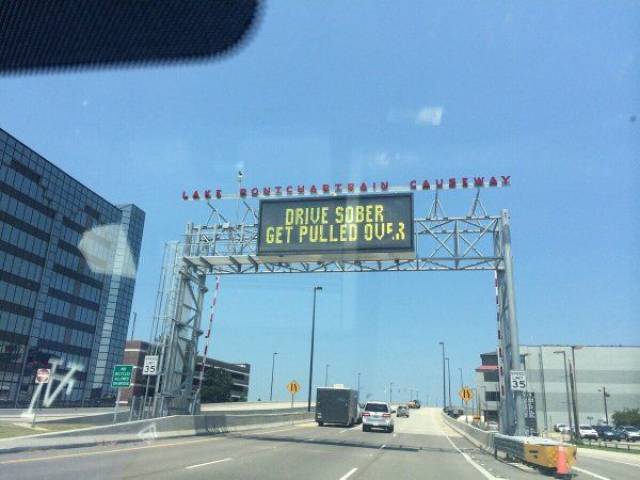 LAKE PONTCHARTRAIN CAUSEWAY
DRIVE SOBER
GET PULLED OVER
35
35